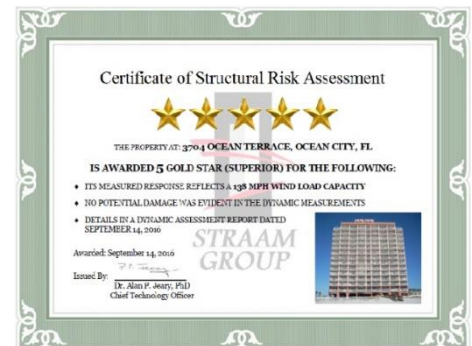 Certificate of Structural Risk Assessment
THE PROPERTY AT: 3704 OCEAN TERRACE, OCEAN CITY, FL
IS AWARDED 5 GOLD STAR (SUPERIOR) FOR THE FOLLOWING:
♦ ITS MEASURED RESPONSE REFLECTS A 138 MPH WIND LOAD CAPACITY
♦ NO POTENTIAL DAMAGE WAS EVIDENT IN THE DYNAMIC MEASUREMENTS
♦ DETAILS IN A DYNAMIC ASSESSMENT REPORT DATED
SEPTEMBER 14, 2016
STRAAM
GROUP
Awarded: September 14, 2016
Issued By:
Dr. Alan P. Jeary, PhD
Chief Technology Officer